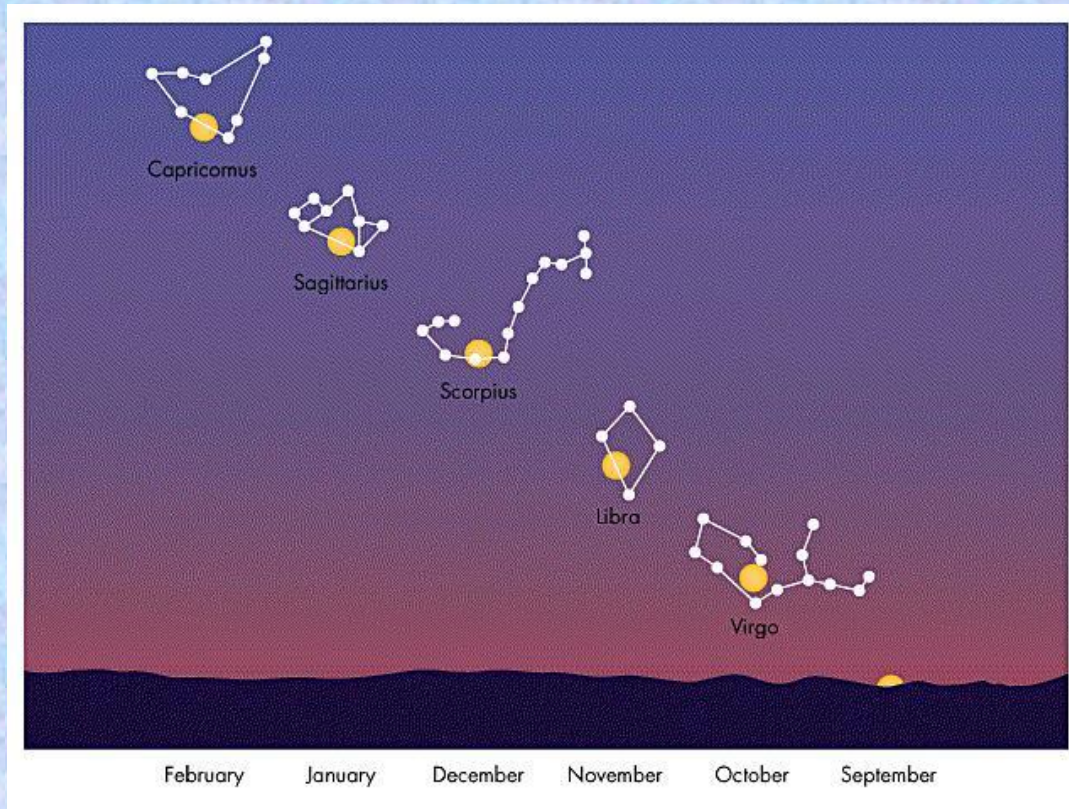 Capricornus
Sagittarius
Scorpius
Libra
Virgo
February January December November October September